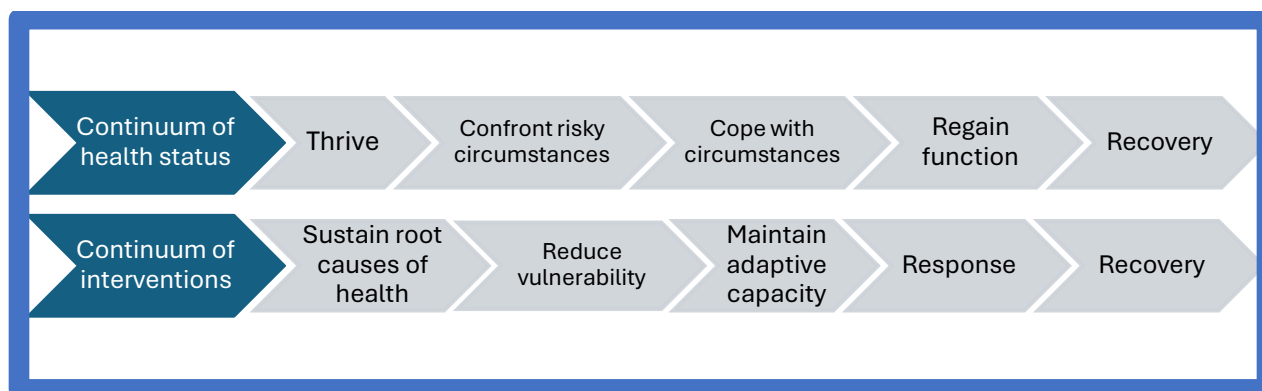 Continuum of
health status
Thrive
Confront risky
circumstances
Cope with
circumstances
Regain
function
Recovery
Continuum of
interventions
Sustain root
causes of
health
Reduce
vulnerability
Maintain
adaptive
capacity
Response
Recovery